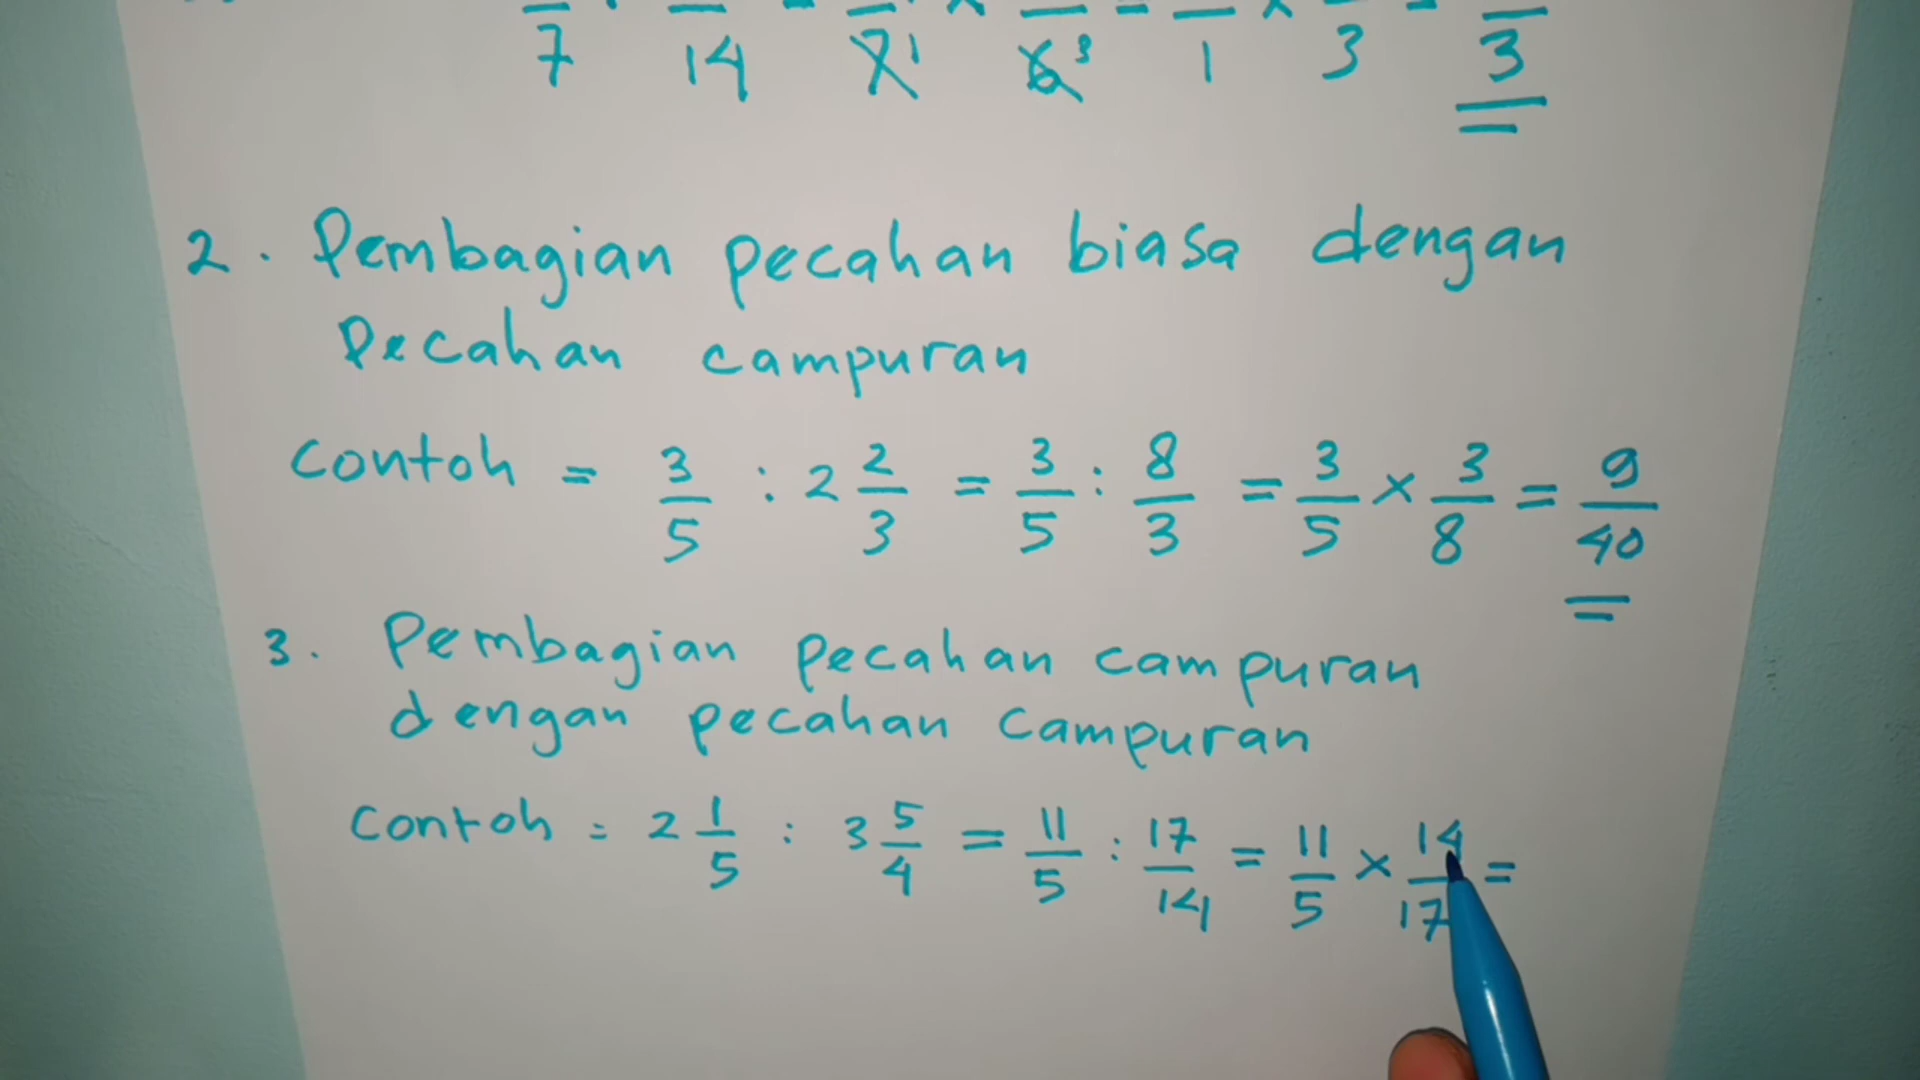 7 14 7 1 6 3 1 3 3
2. Pembagian pecahan biasa dengan
Pecahan campuran
Contoh = 3/5 : 2 2/3 = 3/5 : 8/3 = 3/5 × 3/8 = 9/40
3. Pembagian pecahan campuran
dengan pecahan campuran
Contoh = 2 1/5 : 3 5/4 = 11/5 : 17/14 = 11/5 × 14/17 =